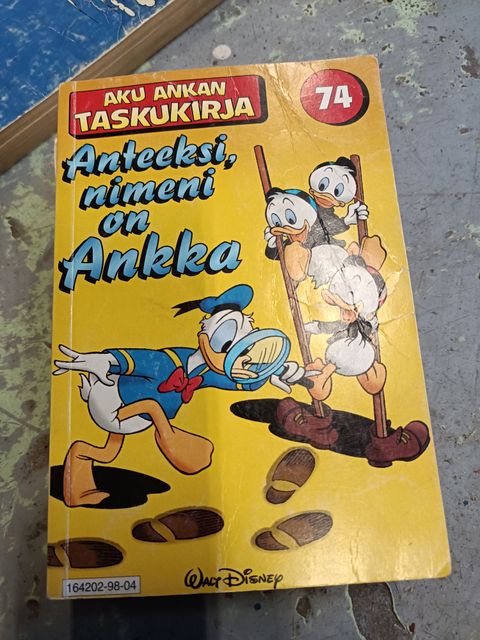 AKU ANKAN
TASKUKIRJA
74
Anteeksi,
nimeni
on
Ankka
164202-98-04
WALT DISNEY